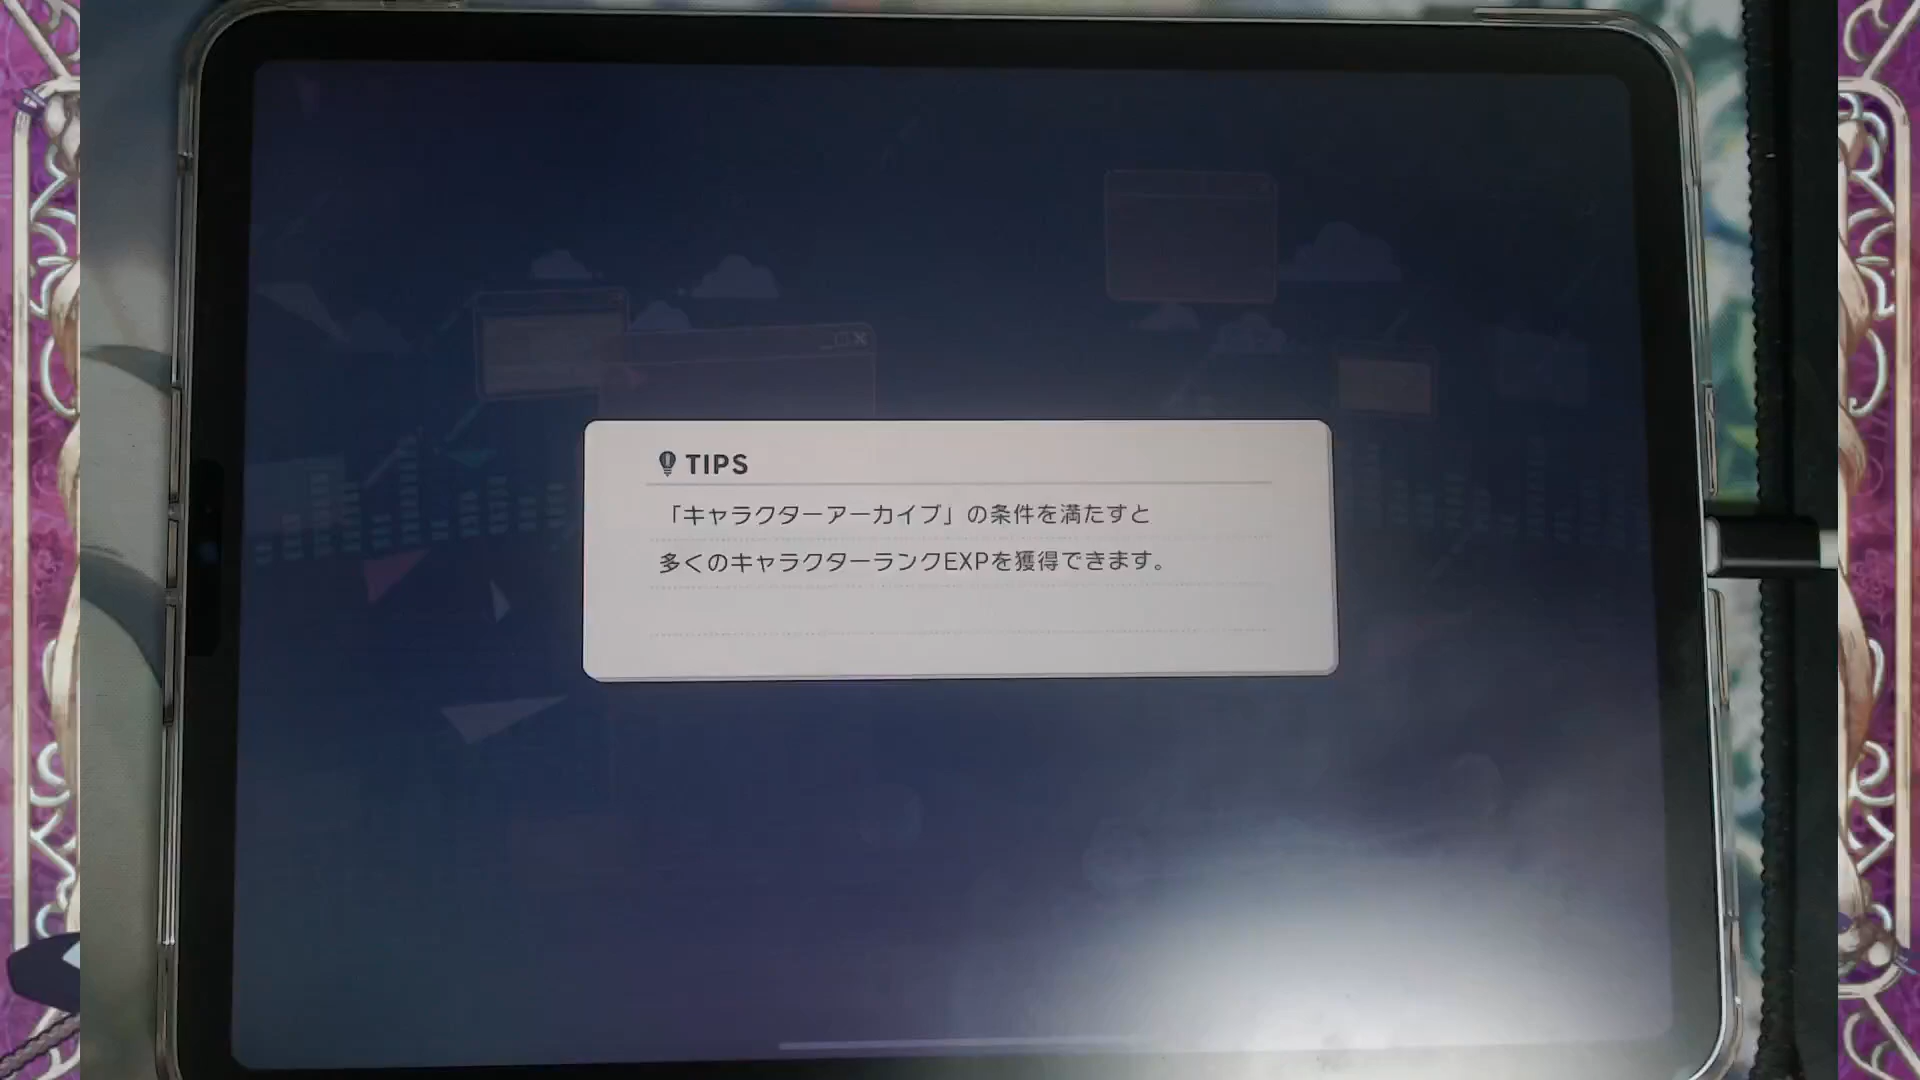 TIPS
「キャラクターアーカイブ」の条件を満たすと
多くのキャラクターランクEXPを獲得できます。